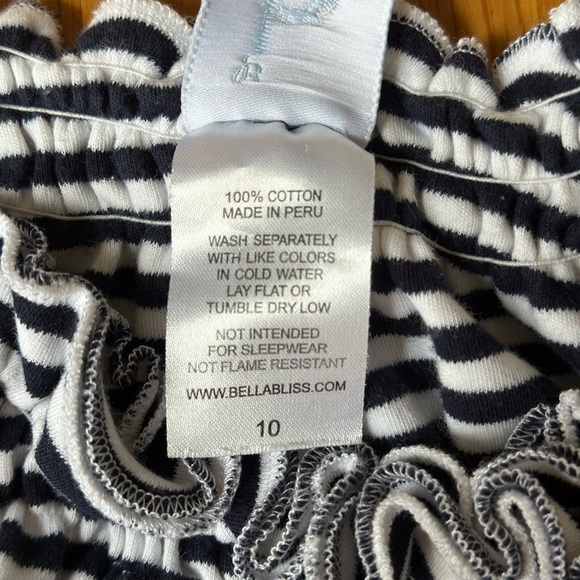 100% COTTON
MADE IN PERU
WASH SEPARATELY
WITH LIKE COLORS
IN COLD WATER
LAY FLAT OR
TUMBLE DRY LOW
NOT INTENDED
FOR SLEEPWEAR
NOT FLAME RESISTANT
WWW.BELLABLISS.COM
10